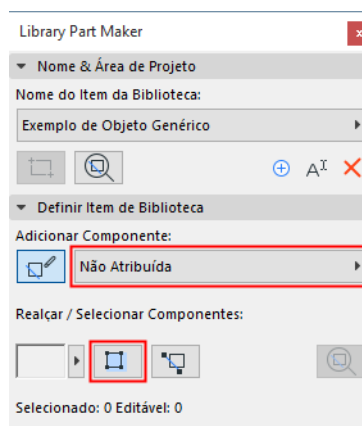 Library Part Maker
Nome & Área de Projeto
Nome do Item da Biblioteca:
Exemplo de Objeto Genérico
Definir Item de Biblioteca
Adicionar Componente:
Não Atribuída
Realçar / Selecionar Componentes:
Selecionado: 0 Editável: 0